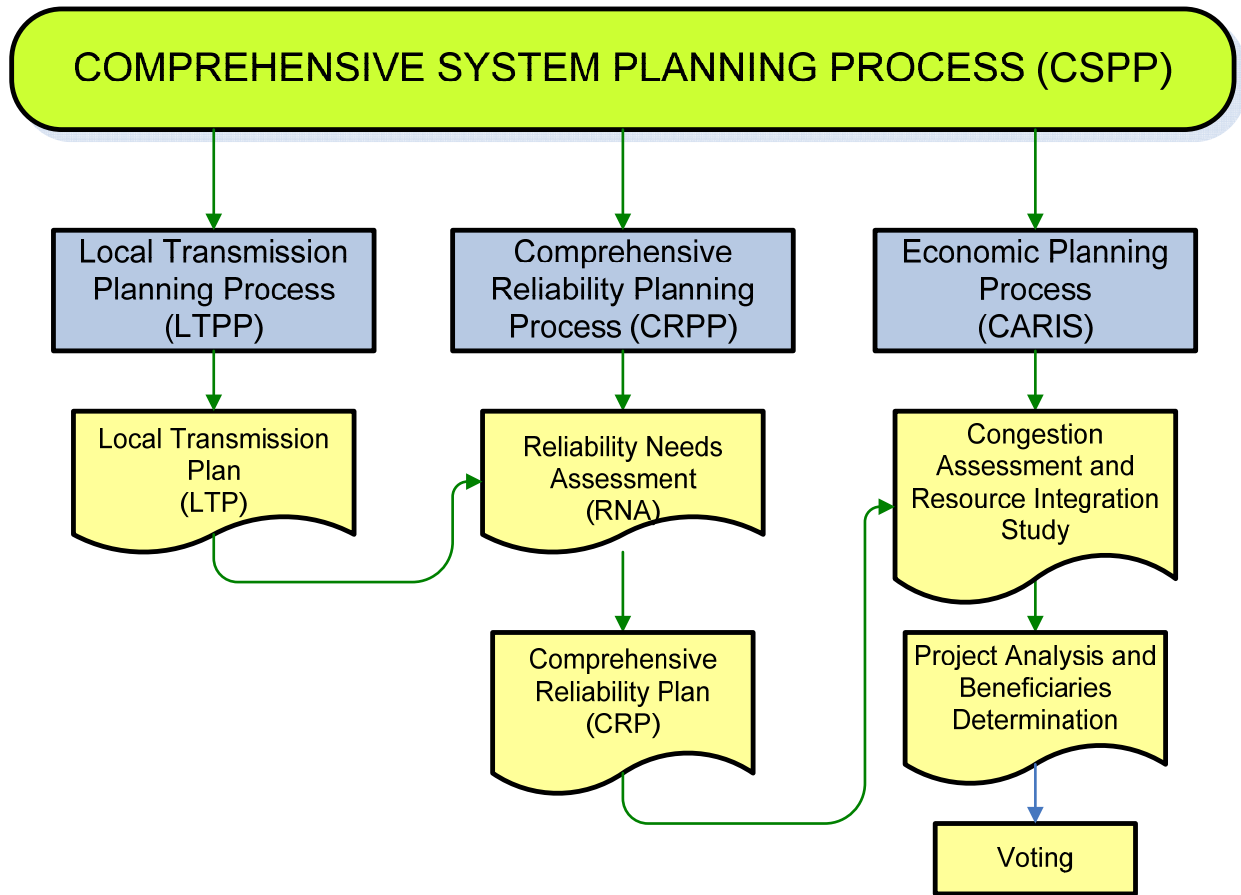 COMPREHENSIVE SYSTEM PLANNING PROCESS (CSPP)
Local Transmission
Planning Process
(LTPP)
Comprehensive
Reliability Planning
Process (CRPP)
Economic Planning
Process
(CARIS)
Local Transmission
Plan
(LTP)
Reliability Needs
Assessment
(RNA)
Congestion
Assessment and
Resource Integration
Study
Comprehensive
Reliability Plan
(CRP)
Project Analysis and
Beneficiaries
Determination
Voting